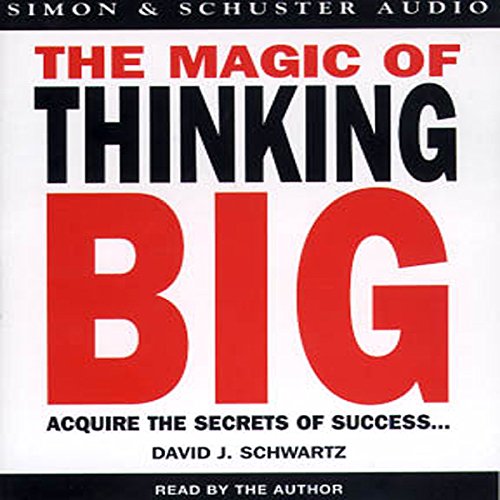 SIMON & SCHUSTER AUDIO
THE MAGIC OF
THINKING
BIG
ACQUIRE THE SECRETS OF SUCCESS...
DAVID J. SCHWARTZ
READ BY THE AUTHOR